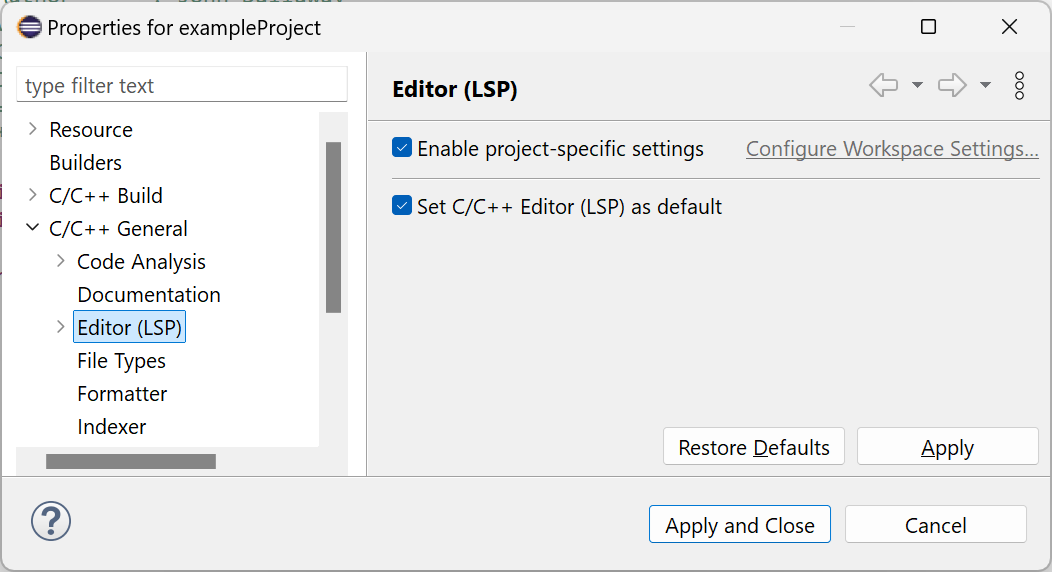 Properties for exampleProject
type filter text
Resource
Builders
C/C++ Build
C/C++ General
Code Analysis
Documentation
Editor (LSP)
File Types
Formatter
Indexer
Editor (LSP)
Enable project-specific settings
Configure Workspace Settings...
Set C/C++ Editor (LSP) as default
Restore Defaults
Apply
?
Apply and Close
Cancel